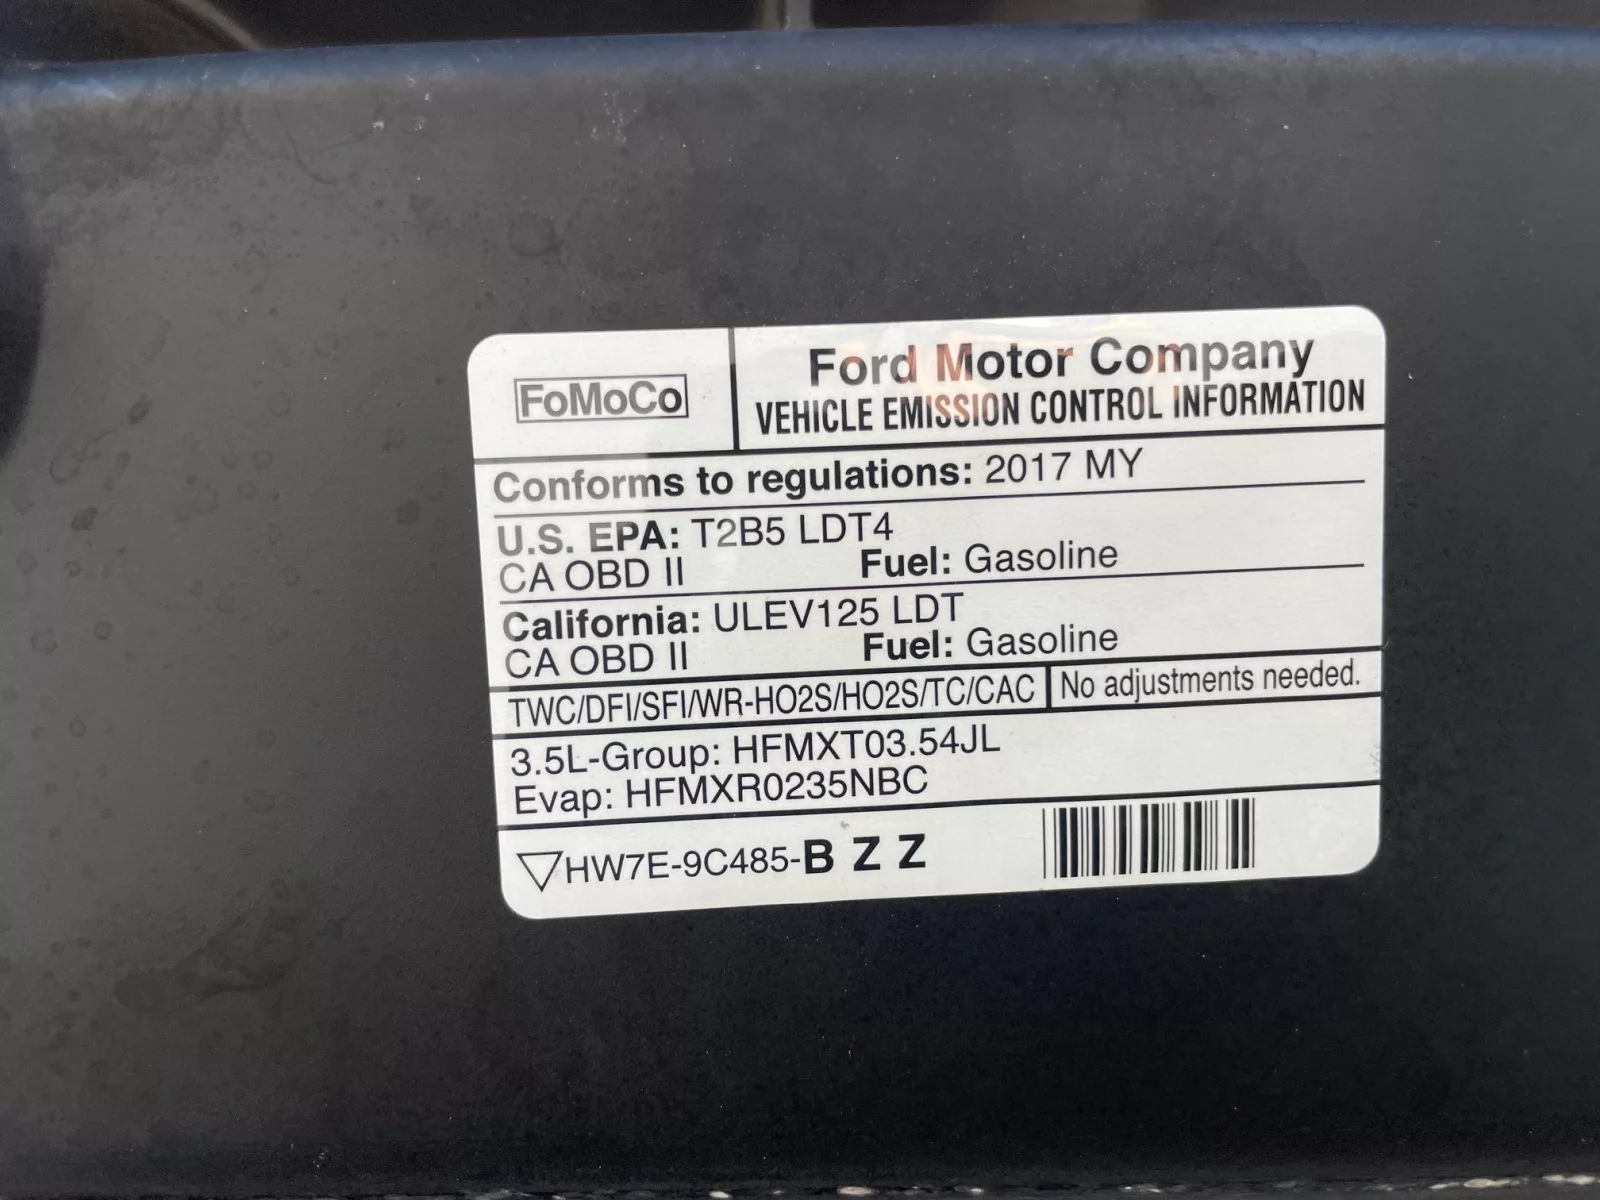 FoMoCo
Ford Motor Company
VEHICLE EMISSION CONTROL INFORMATION
Conforms to regulations: 2017 MY
U.S. EPA: T2B5 LDT4
CA OBD II Fuel: Gasoline
California: ULEV125 LDT
CA OBD II Fuel: Gasoline
TWC/DFI/SFI/WR-HO2S/HO2S/TC/CAC No adjustments needed.
3.5L-Group: HFMXT03.54JL
Evap: HFMXR0235NBC
HW7E-9C485-B Z Z